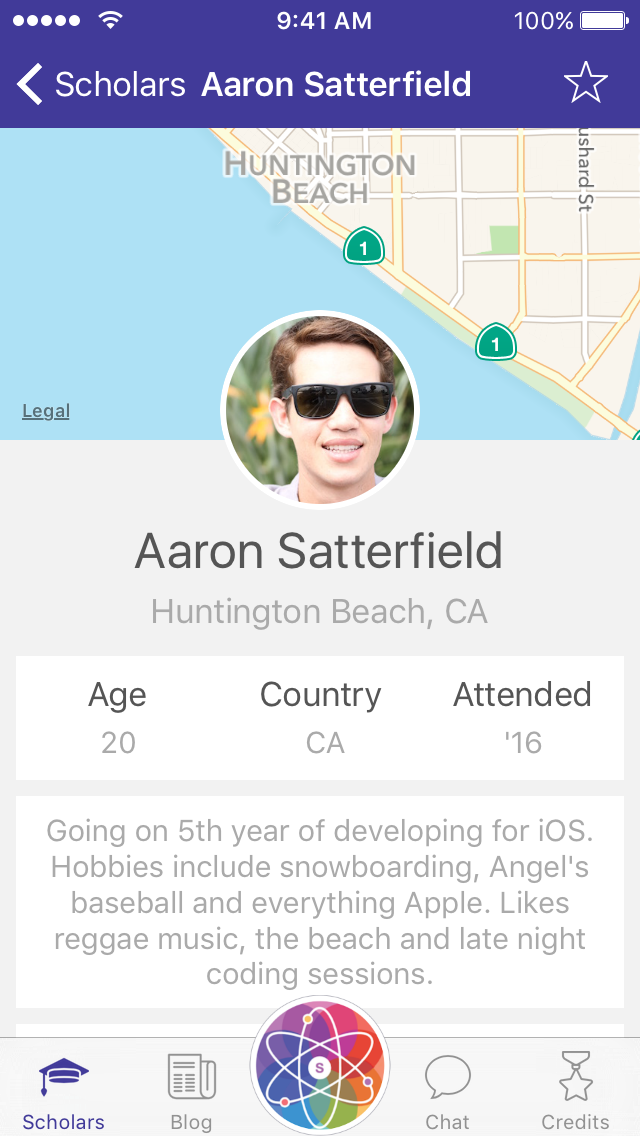 9:41 AM
100%
Scholars Aaron Satterfield
HUNTINGTON
BEACH
ushard St
1
1
Legal
Aaron Satterfield
Huntington Beach, CA
Age Country Attended
20 CA '16
Going on 5th year of developing for iOS.
Hobbies include snowboarding, Angel's
baseball and everything Apple. Likes
reggae music, the beach and late night
coding sessions.
S
Scholars Blog Chat Credits